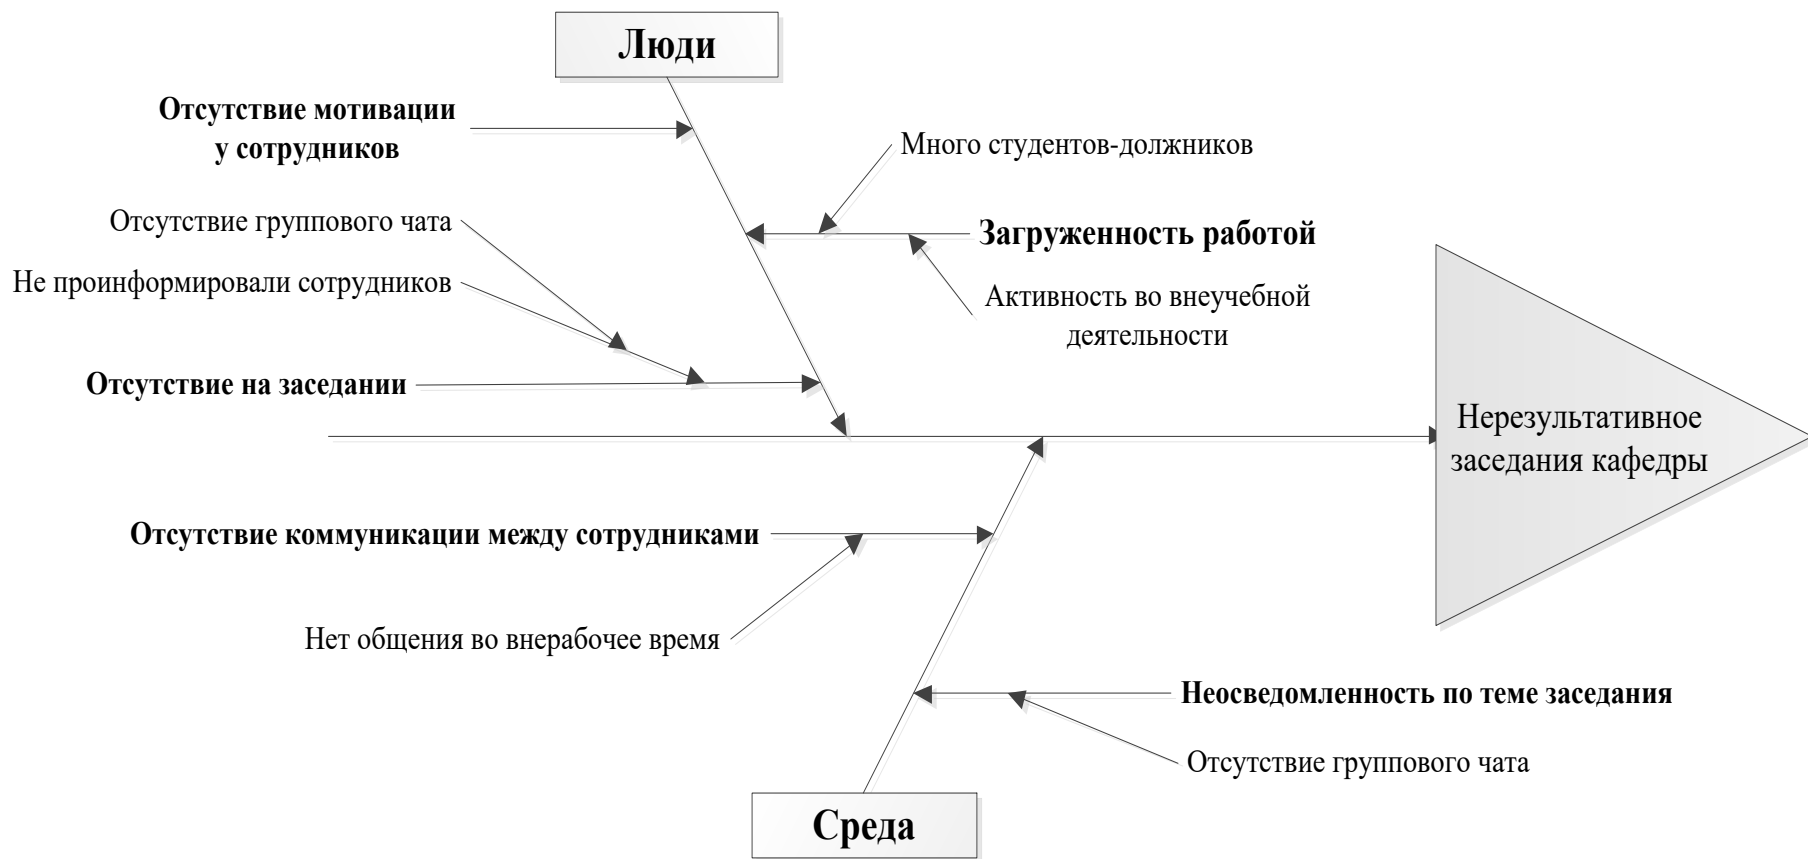 Люди
Отсутствие мотивации
у сотрудников
Много студентов-должников
Отсутствие группового чата
Загруженность работой
Не проинформировали сотрудников
Активность во внеучебной
деятельности
Отсутствие на заседании
Нерезультативное
заседания кафедры
Отсутствие коммуникации между сотрудниками
Нет общения во внерабочее время
Неосведомленность по теме заседания
Отсутствие группового чата
Среда